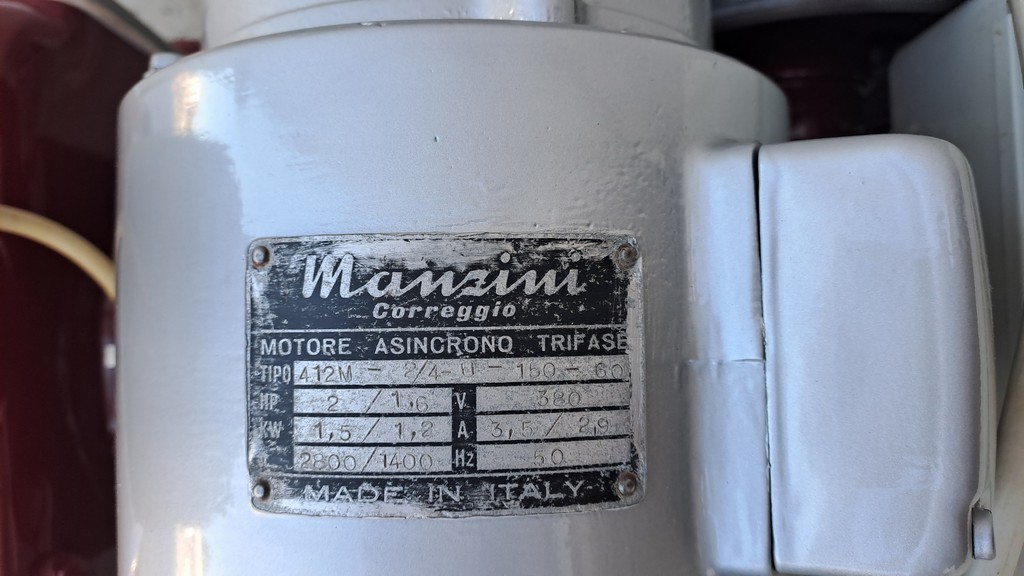 Manzini
Correggio
MOTORE ASINCRONO TRIFASE
TIPO 412M - 2/4 U - 150 - 60
HP 2 / 1,6 V 380
KW 1,5 / 1,2 A 3,5 / 2,9
2800/1400 Hz 50
MADE IN ITALY